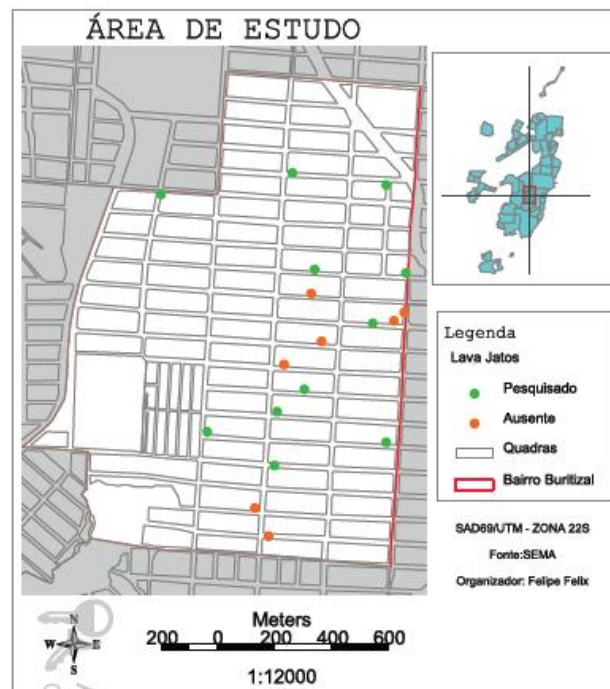 ÁREA DE ESTUDO
Legenda
Lava Jatos
Pesquisado
Ausente
Quadras
Bairro Buritizal
SAD69/UTM - ZONA 22S
Fonte:SEMA
Organizador: Felipe Felix
N
W E
S
Meters
200 0 200 400 600
1:12000